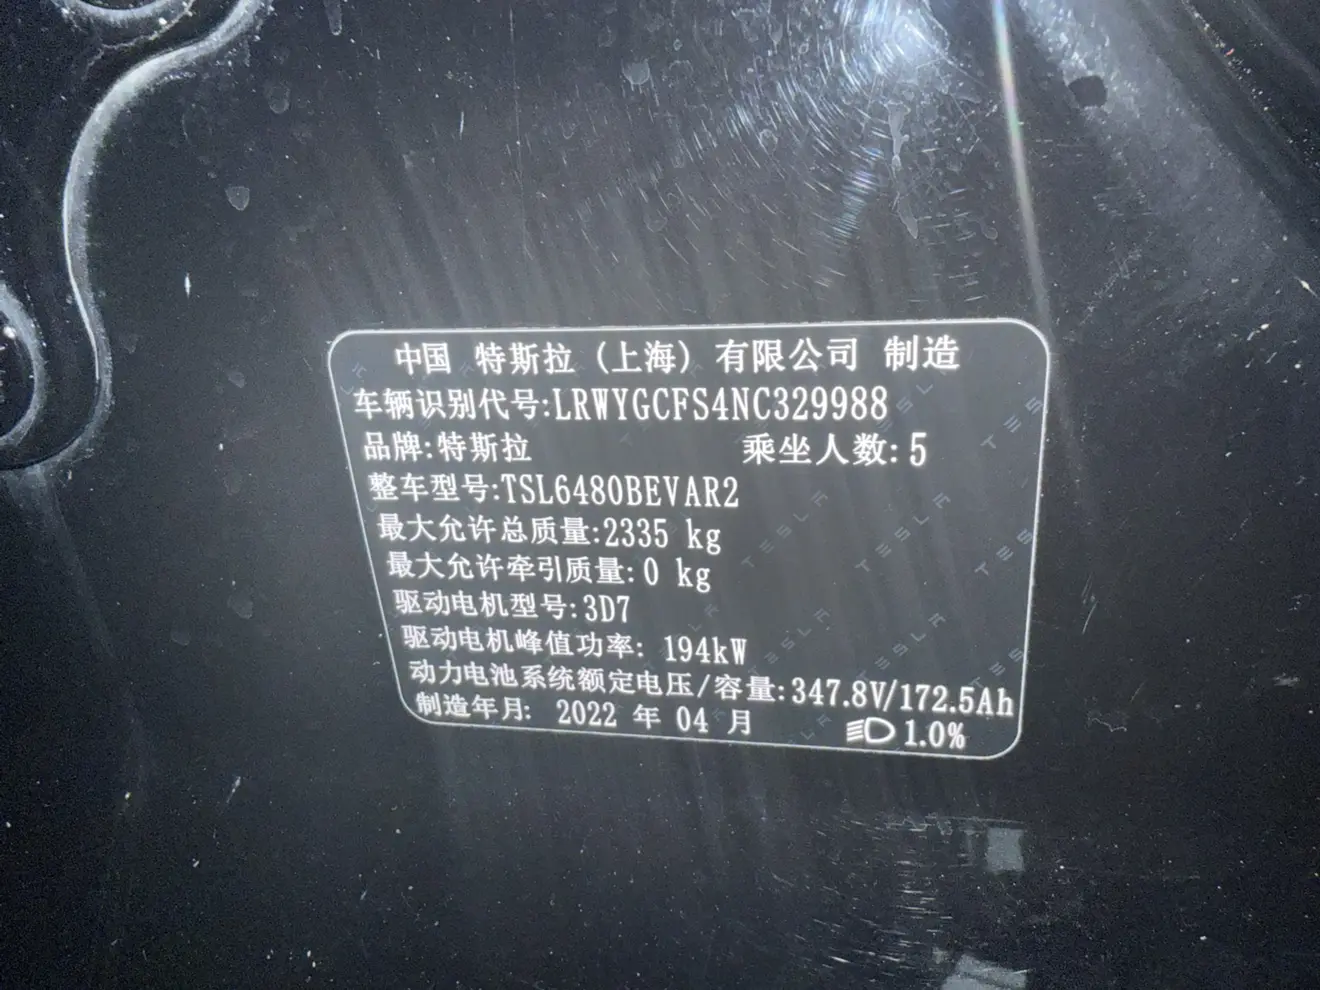 中国 特斯拉 (上海) 有限公司 制造
车辆识别代号:LRWYGCFS4NC329988
品牌:特斯拉 乘坐人数:5
整车型号:TSL6480BEVAR2
最大允许总质量:2335 kg
最大允许牵引质量:0 kg
驱动电机型号:3D7
驱动电机峰值功率: 194kW
动力电池系统额定电压/容量:347.8V/172.5Ah
制造年月: 2022 年 04 月 1.0%